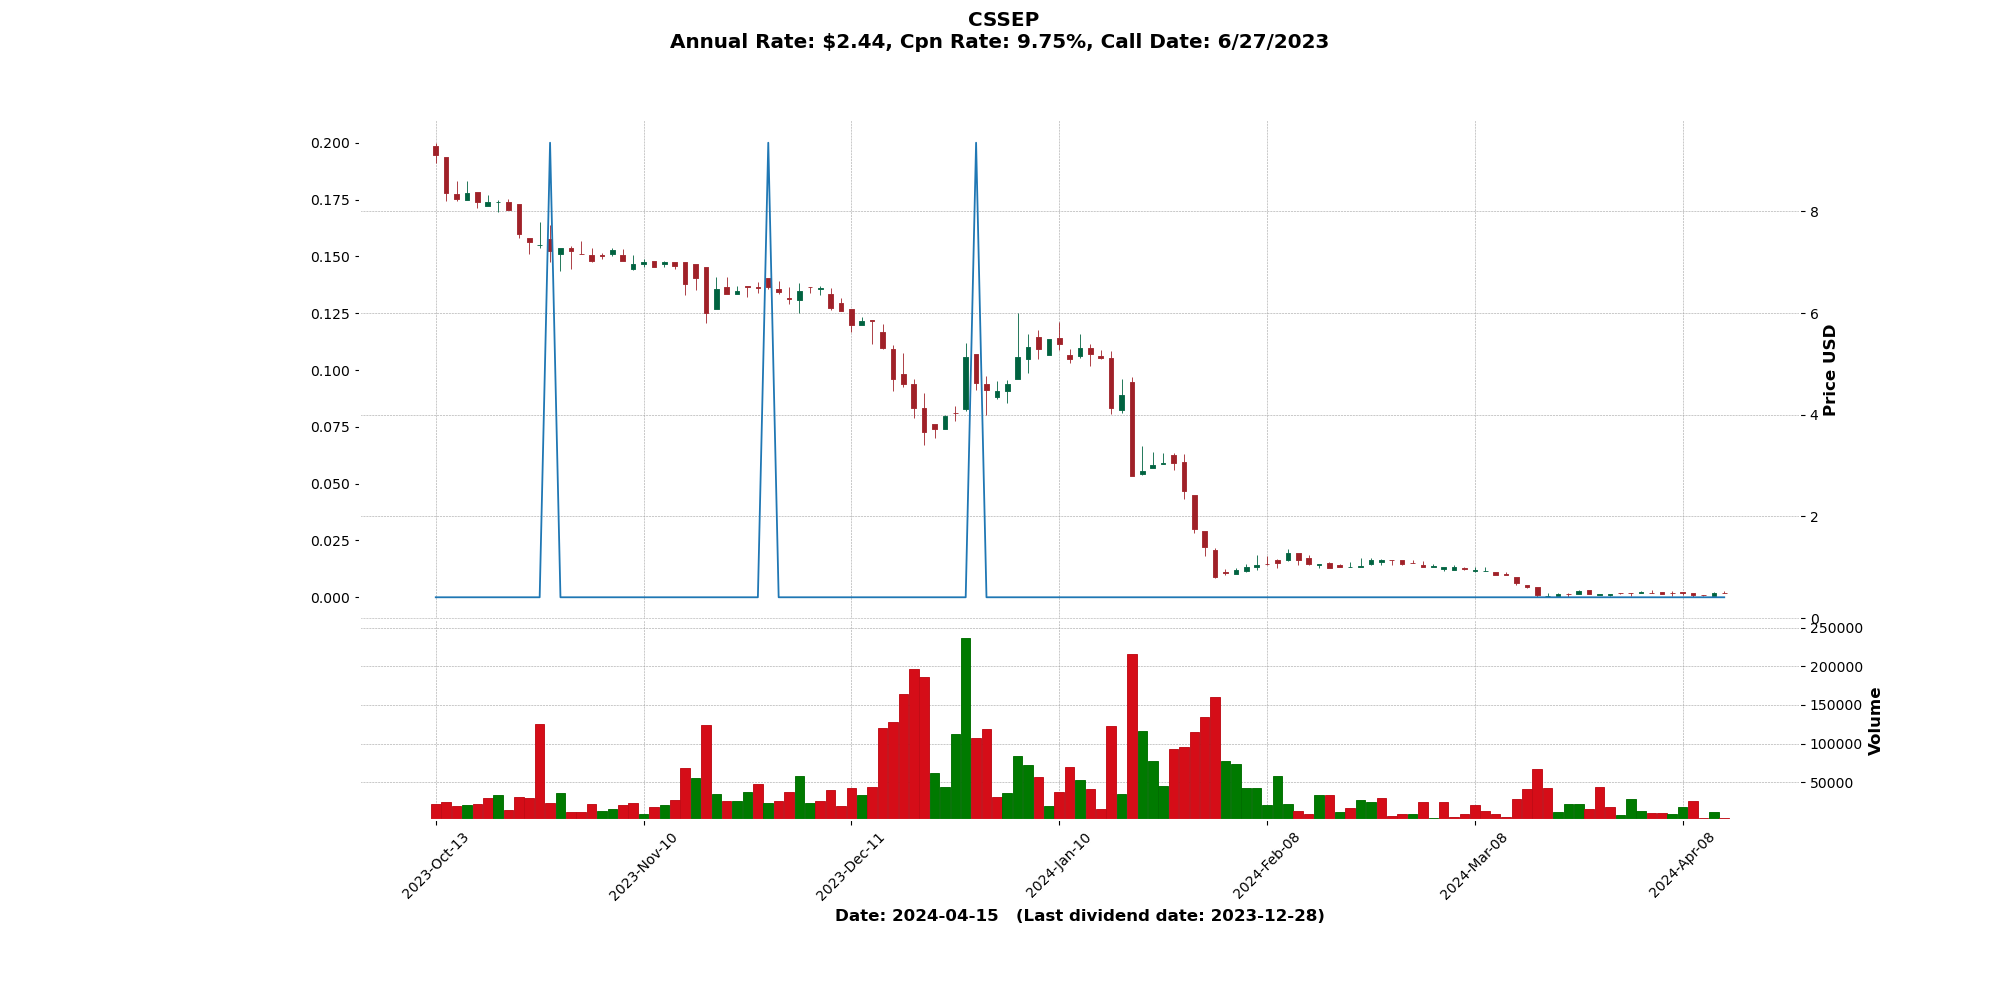 CSSEP
Annual Rate: $2.44, Cpn Rate: 9.75%, Call Date: 6/27/2023
0.200
0.175
0.150
0.125
0.100
0.075
0.050
0.025
0.000
8
6
4
2
0
Price USD
250000
200000
150000
100000
50000
Volume
2023-Oct-13
2023-Nov-10
2023-Dec-11
2024-Jan-10
2024-Feb-08
2024-Mar-08
2024-Apr-08
Date: 2024-04-15 (Last dividend date: 2023-12-28)